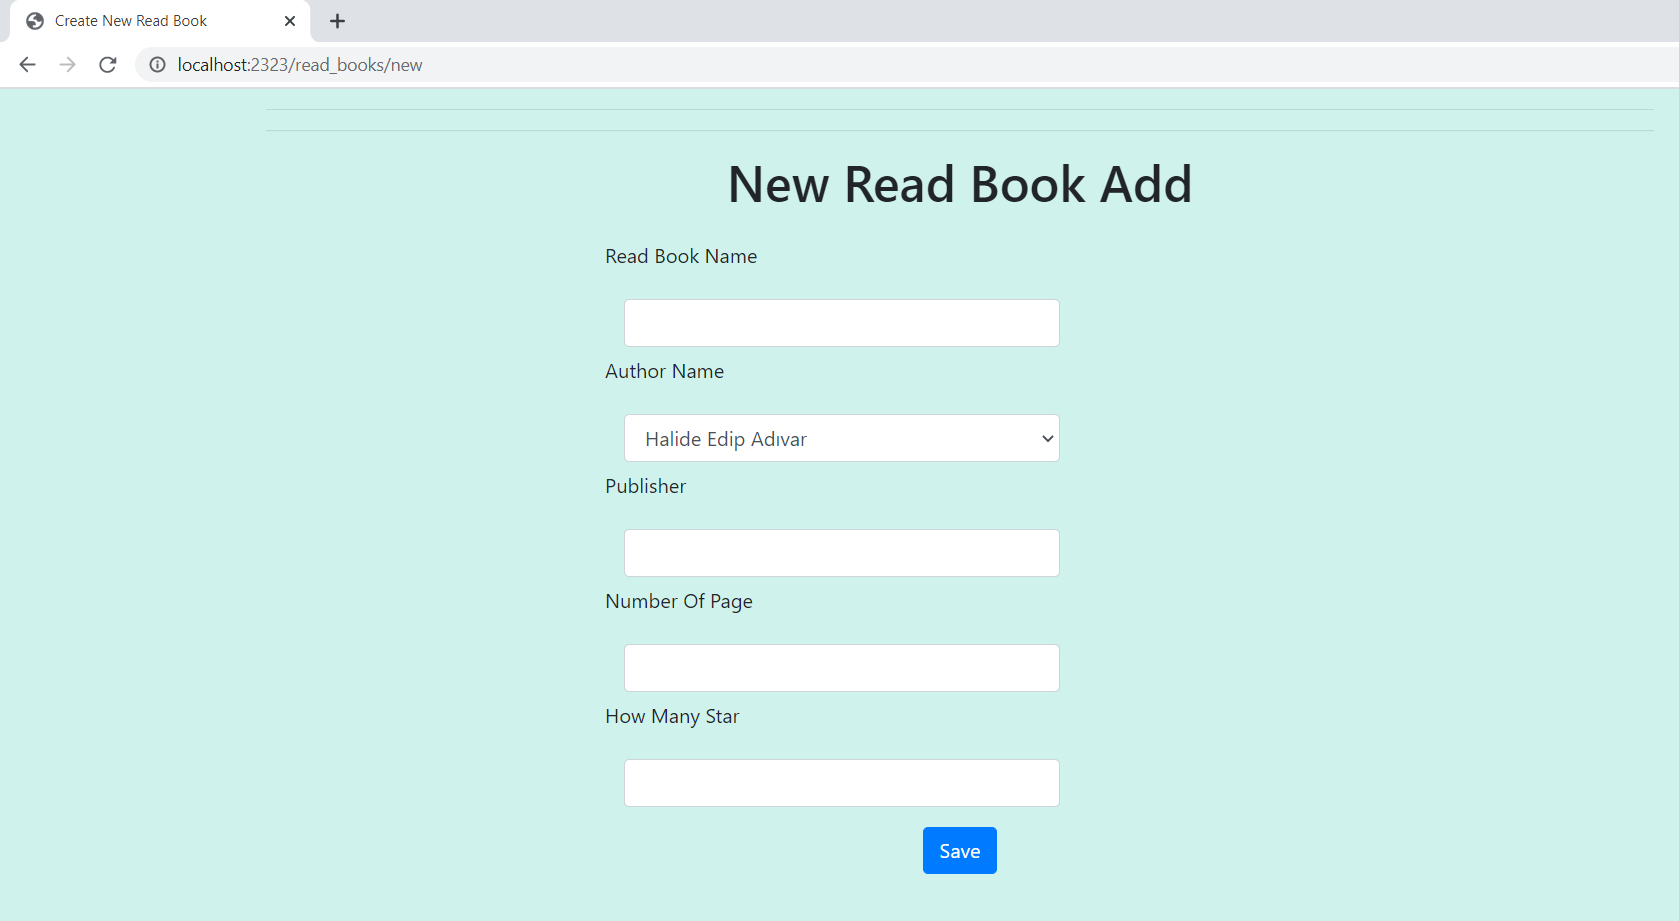 Create New Read Book
localhost:2323/read_books/new
New Read Book Add
Read Book Name
Author Name
Halide Edip Adıvar
Publisher
Number Of Page
How Many Star
Save